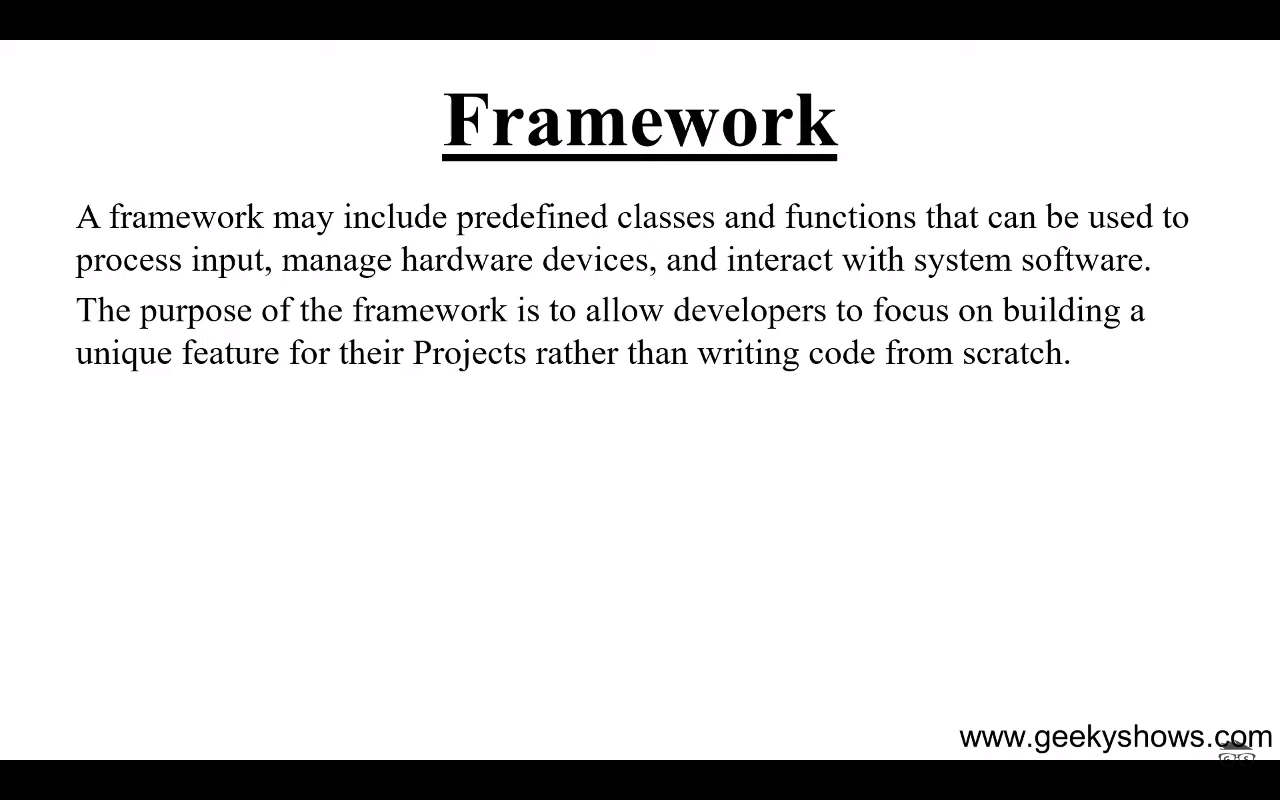 Framework
A framework may include predefined classes and functions that can be used to
process input, manage hardware devices, and interact with system software.
The purpose of the framework is to allow developers to focus on building a
unique feature for their Projects rather than writing code from scratch.
www.geekyshows.com